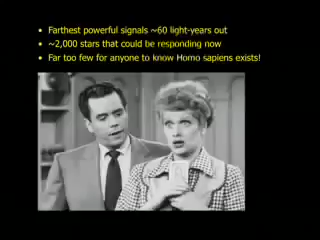 • Farthest powerful signals ~60 light-years out
• ~2,000 stars that could be responding now
• Far too few for anyone to know Homo sapiens exists!